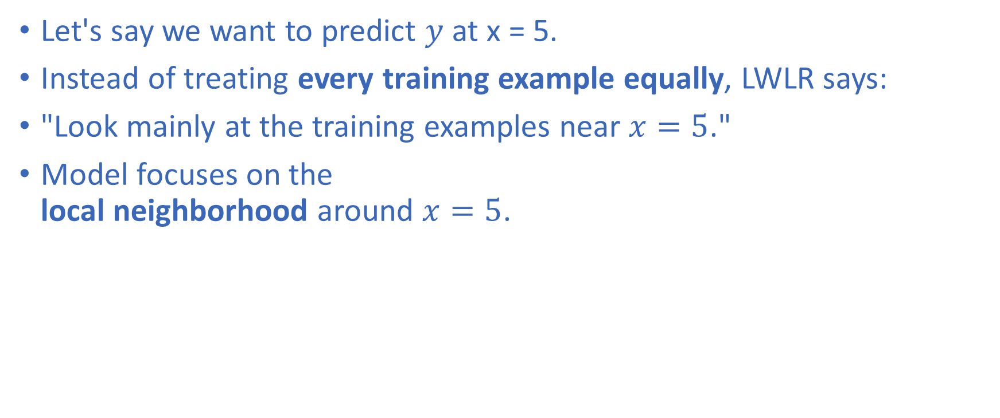 • Let's say we want to predict y at x = 5.
• Instead of treating every training example equally, LWLR says:
• "Look mainly at the training examples near x = 5."
• Model focuses on the
local neighborhood around x = 5.